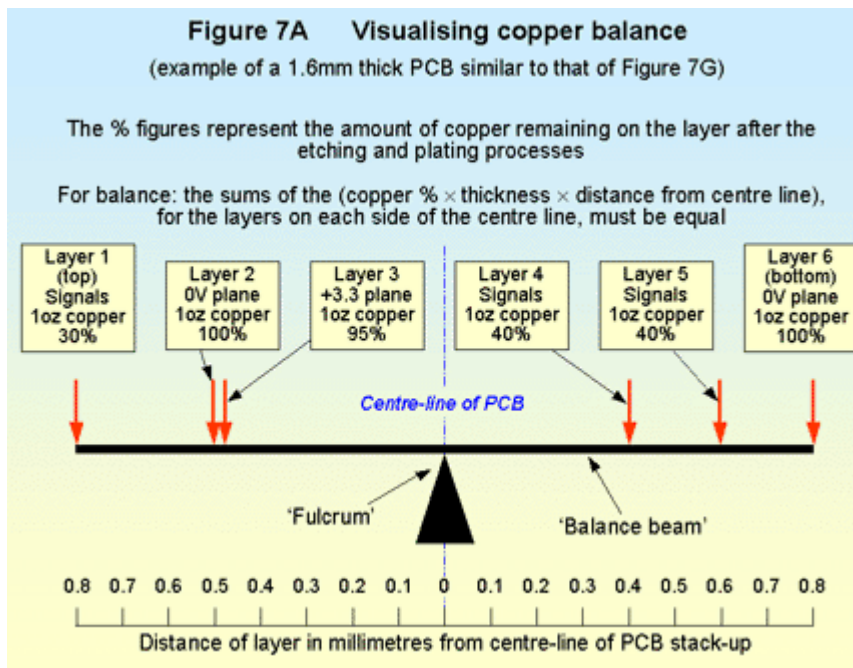 Figure 7A Visualising copper balance
(example of a 1.6mm thick PCB similar to that of Figure 7G)
The % figures represent the amount of copper remaining on the layer after the
etching and plating processes
For balance: the sums of the (copper % × thickness × distance from centre line),
for the layers on each side of the centre line, must be equal
Layer 1
(top)
Signals
1oz copper
30%
Layer 2
0V plane
1oz copper
100%
Layer 3
+3.3 plane
1oz copper
95%
Layer 4
Signals
1oz copper
40%
Layer 5
Signals
1oz copper
40%
Layer 6
(bottom)
0V plane
1oz copper
100%
Centre-line of PCB
'Fulcrum'
'Balance beam'
0.8 0.7 0.6 0.5 0.4 0.3 0.2 0.1 0 0.1 0.2 0.3 0.4 0.5 0.6 0.7 0.8
Distance of layer in millimetres from centre-line of PCB stack-up